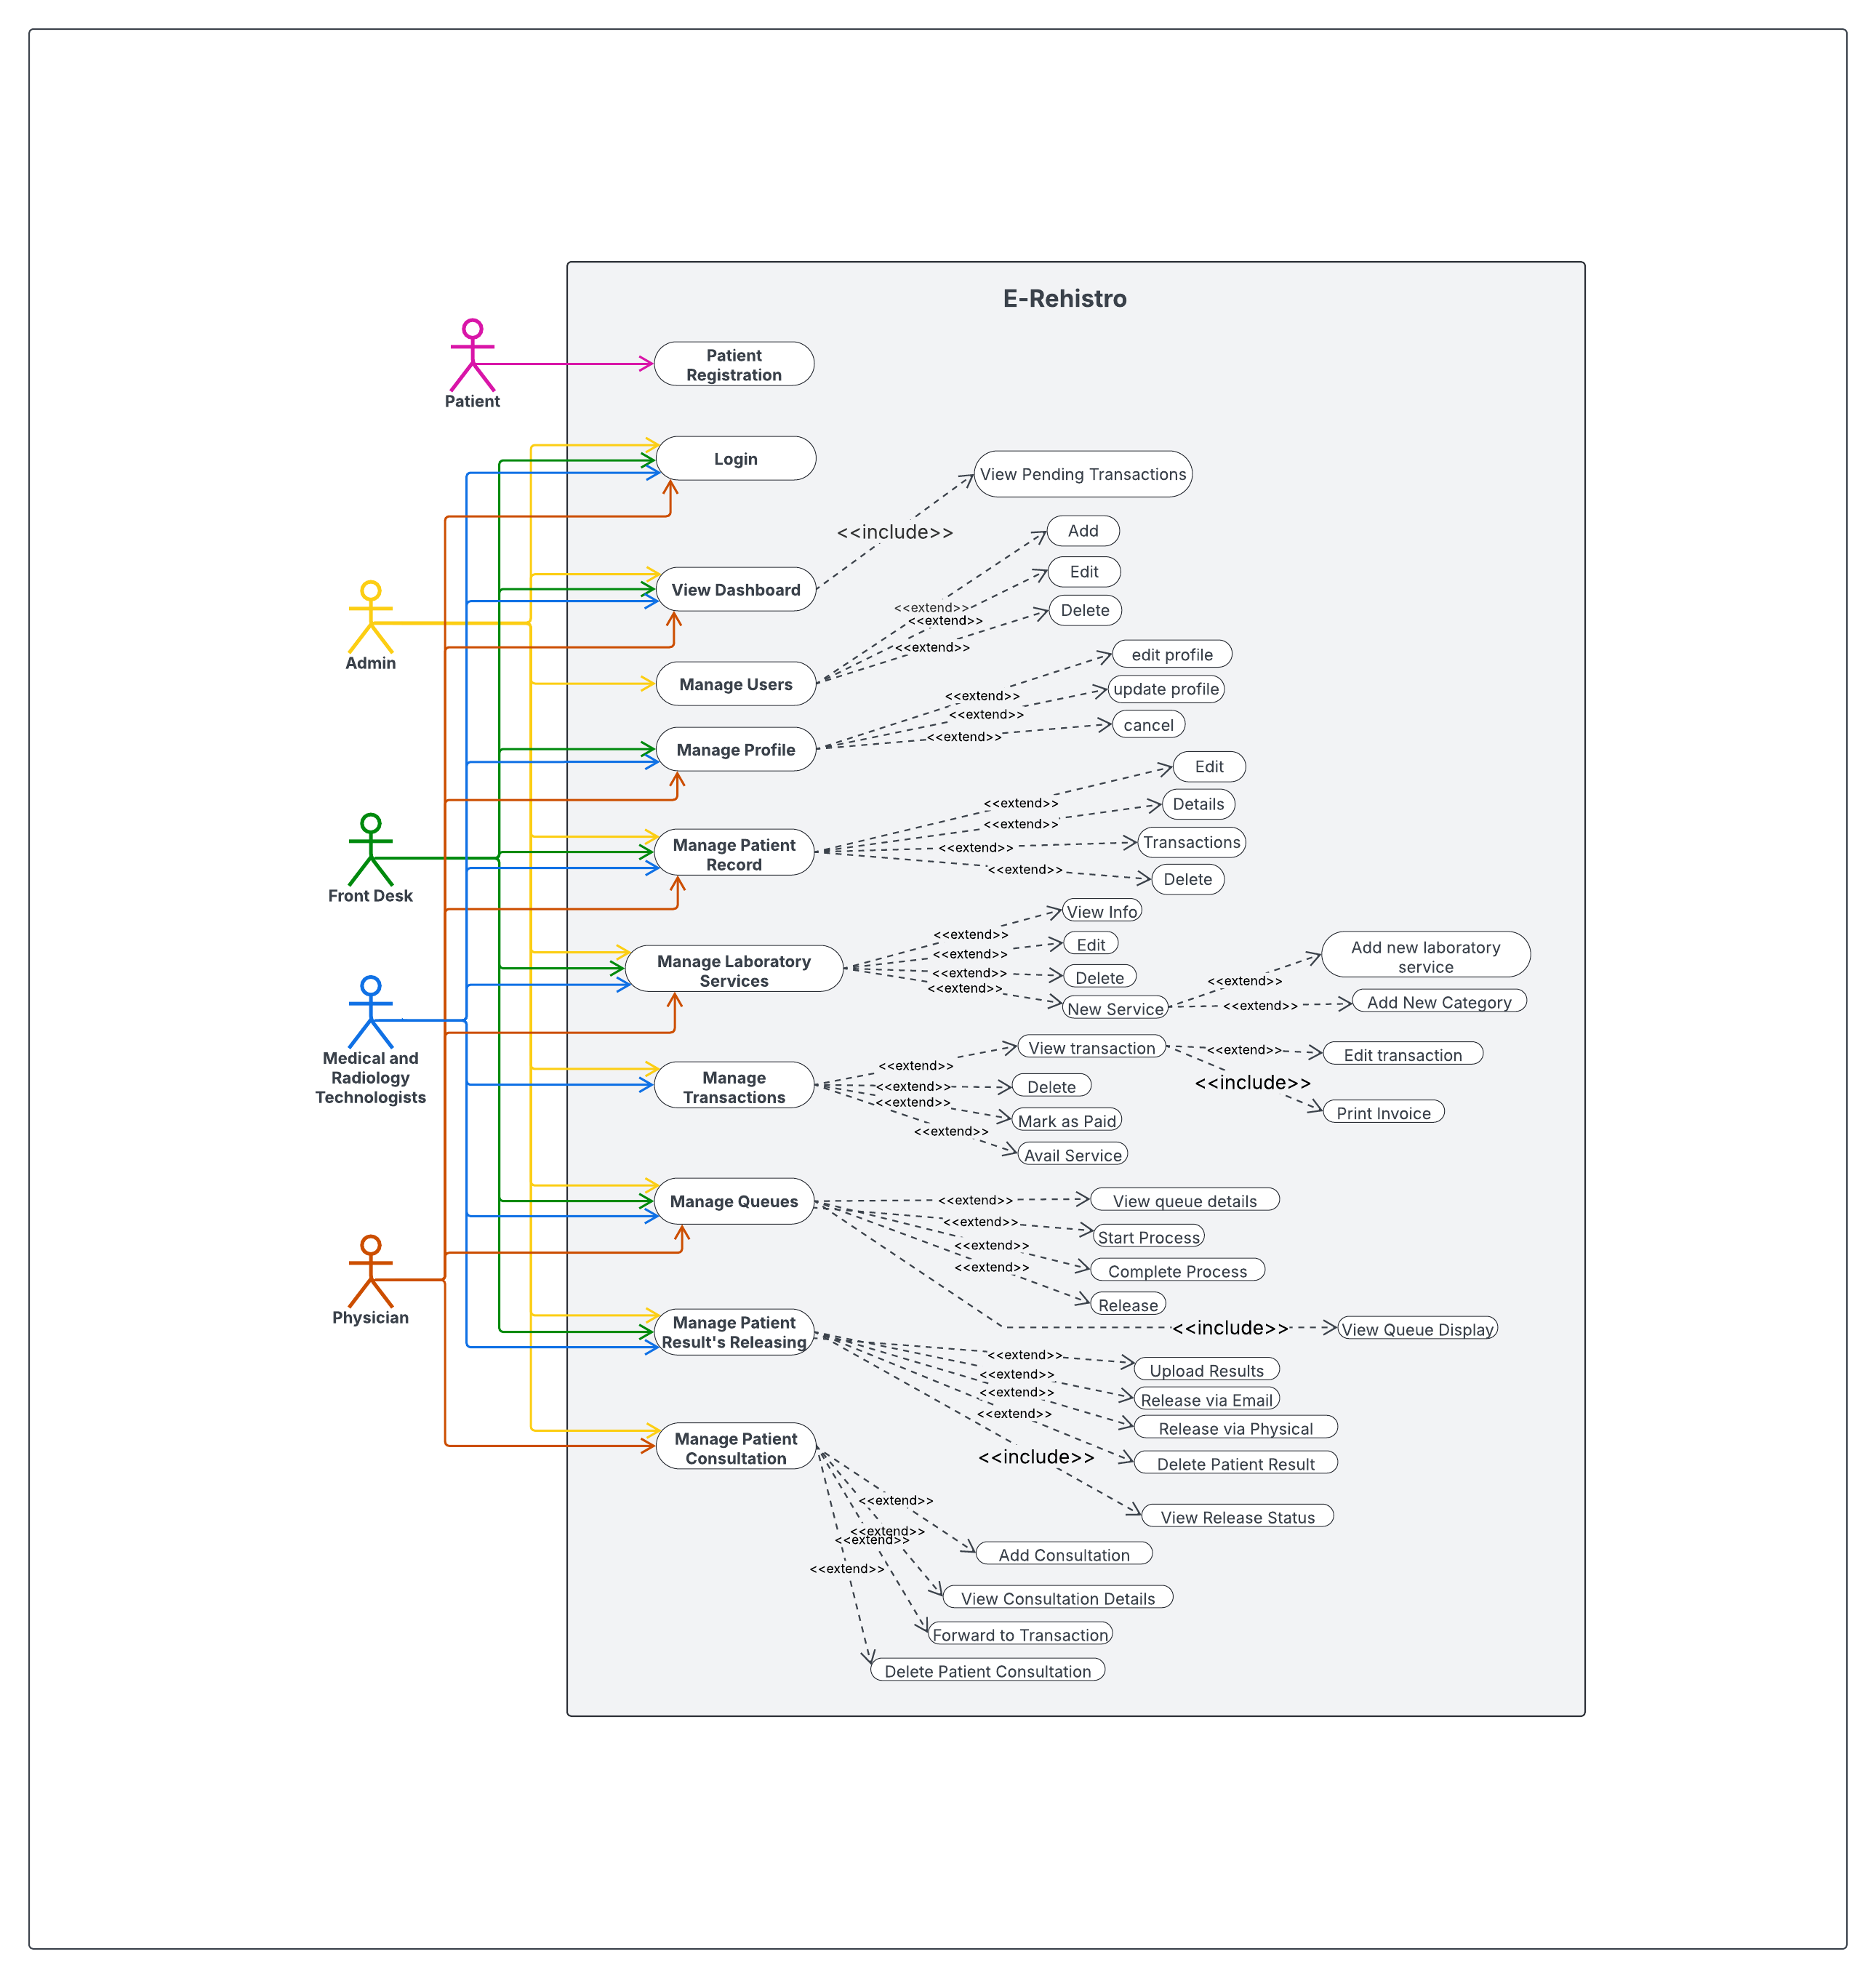 E-Rehistro
Patient
Registration
Patient
Login
View Pending Transactions
<<include>>
Add
Edit
View Dashboard
<<extend>>
Delete
<<extend>>
<<extend>>
Admin
edit profile
Manage Users
update profile
<<extend>>
<<extend>>
cancel
<<extend>>
Manage Profile
Edit
<<extend>>
Details
<<extend>>
Transactions
Manage Patient
Record
<<extend>>
<<extend>>
Delete
Front Desk
View Info
<<extend>>
Edit
<<extend>>
Add new laboratory
service
Manage Laboratory
Services
<<extend>>
Delete
<<extend>>
<<extend>>
New Service
<<extend>>
Add New Category
View transaction
<<extend>>
Edit transaction
Medical and
Radiology
Technologists
<<extend>>
Manage
Transactions
<<extend>>
Delete
<<include>>
<<extend>>
Mark as Paid
Print Invoice
<<extend>>
Avail Service
Manage Queues
<<extend>>
View queue details
<<extend>>
Start Process
<<extend>>
Complete Process
<<extend>>
Release
Physician
Manage Patient
Result's Releasing
<<include>>
View Queue Display
<<extend>>
Upload Results
<<extend>>
Release via Email
<<extend>>
<<extend>>
Release via Physical
Manage Patient
Consultation
<<include>>
Delete Patient Result
<<extend>>
View Release Status
<<extend>>
<<extend>>
Add Consultation
<<extend>>
View Consultation Details
Forward to Transaction
Delete Patient Consultation